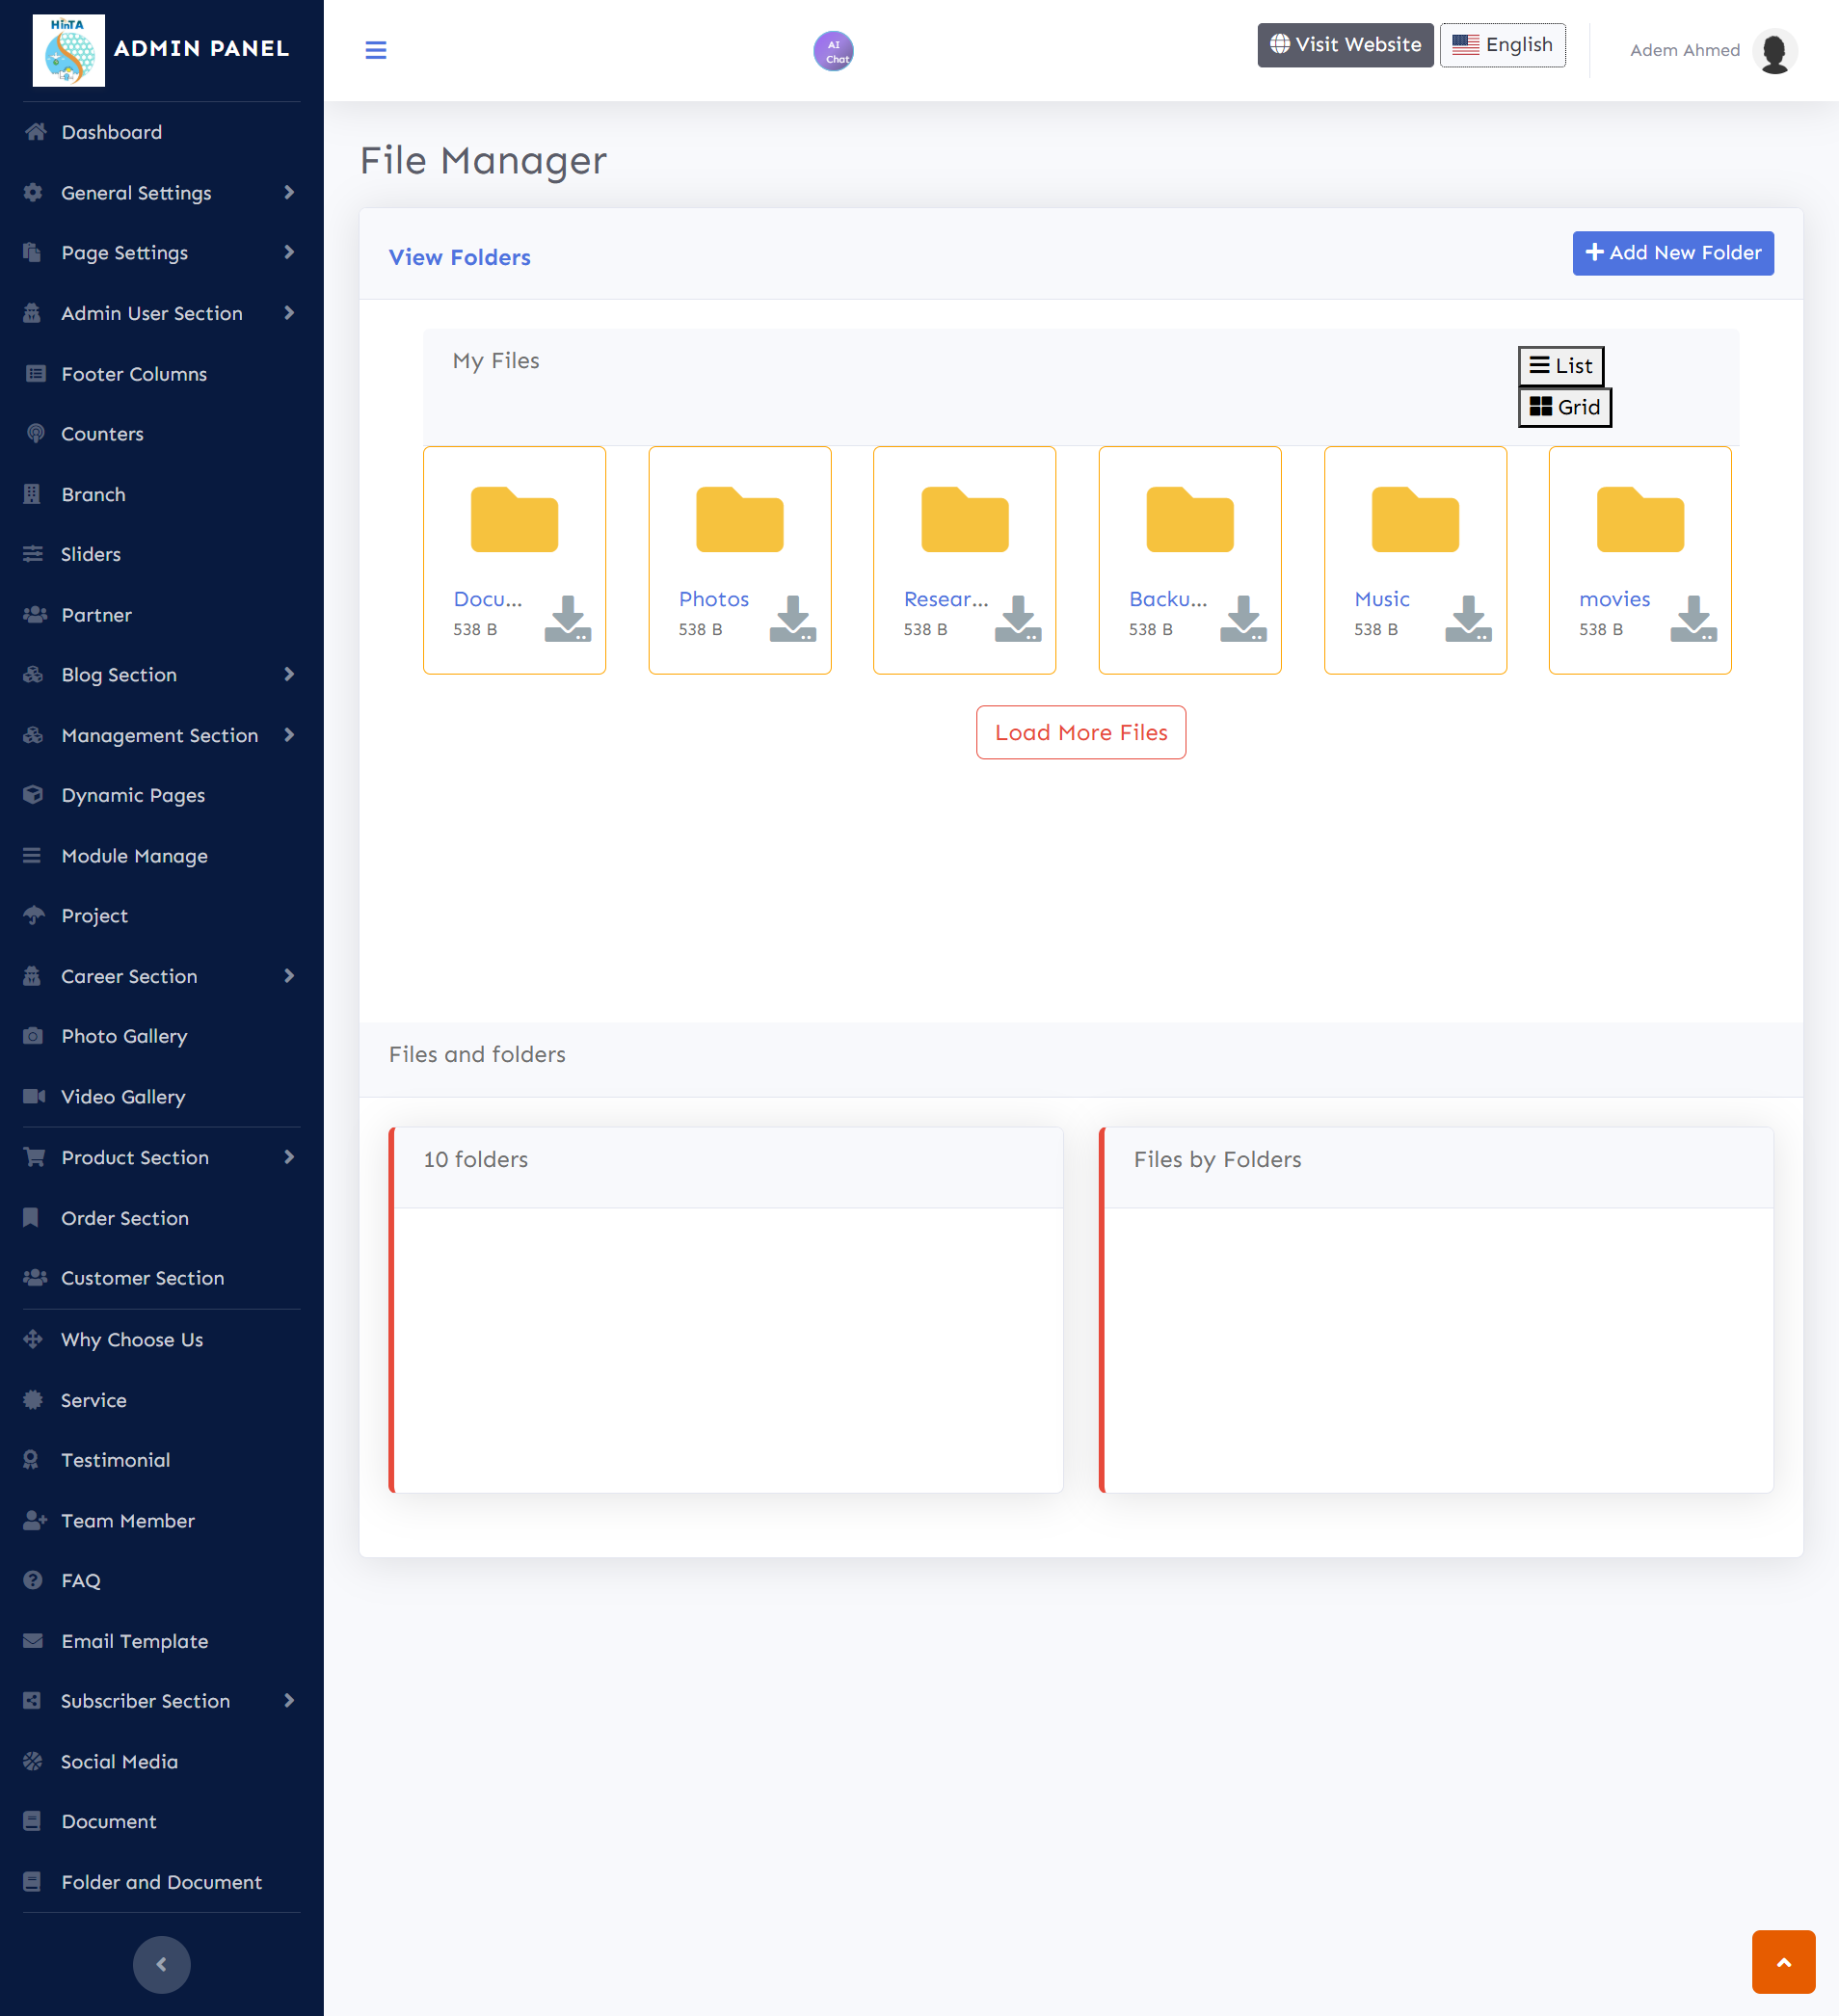 HinTA
ADMIN PANEL
Dashboard
General Settings
Page Settings
Admin User Section
Footer Columns
Counters
Branch
Sliders
Partner
Blog Section
Management Section
Dynamic Pages
Module Manage
Project
Career Section
Photo Gallery
Video Gallery
Product Section
Order Section
Customer Section
Why Choose Us
Service
Testimonial
Team Member
FAQ
Email Template
Subscriber Section
Social Media
Document
Folder and Document
AI
Chat
Visit Website
English
Adem Ahmed
File Manager
View Folders
Add New Folder
My Files
List
Grid
Docu...
538 B
Photos
538 B
Resear...
538 B
Backu...
538 B
Music
538 B
movies
538 B
Load More Files
Files and folders
10 folders
Files by Folders